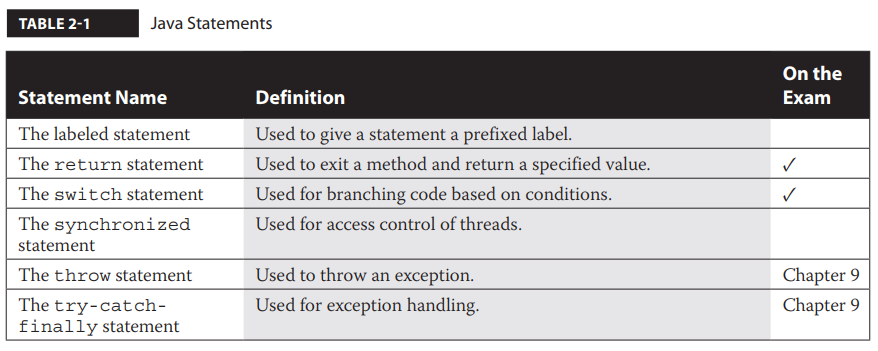 TABLE 2-1 Java Statements
Statement Name Definition On the Exam
The labeled statement Used to give a statement a prefixed label.
The return statement Used to exit a method and return a specified value. ✓
The switch statement Used for branching code based on conditions. ✓
The synchronized statement Used for access control of threads.
The throw statement Used to throw an exception. Chapter 9
The try-catch-finally statement Used for exception handling. Chapter 9